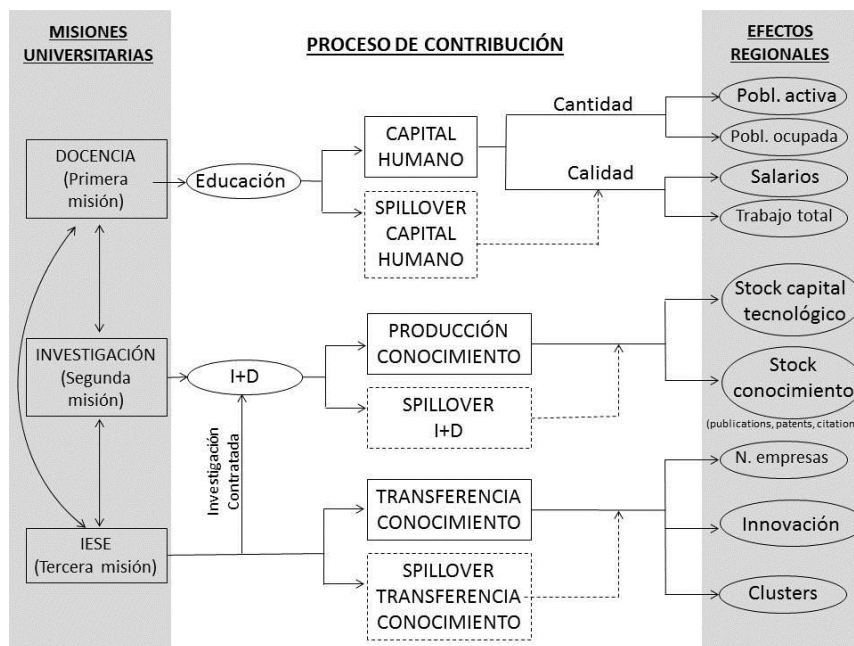 MISIONES
UNIVERSITARIAS
PROCESO DE CONTRIBUCIÓN
EFECTOS
REGIONALES
DOCENCIA
(Primera
misión)
Educación
CAPITAL
HUMANO
SPILLOVER
CAPITAL
HUMANO
Cantidad
Calidad
Pobl. activa
Pobl. ocupada
Salarios
Trabajo total
INVESTIGACIÓN
(Segunda
misión)
I+D
PRODUCCIÓN
CONOCIMIENTO
SPILLOVER
I+D
Stock capital
tecnológico
Stock
conocimiento
(publications, patents, citation
Investigación
Contratada
IESE
(Tercera misión)
TRANSFERENCIA
CONOCIMIENTO
SPILLOVER
TRANSFERENCIA
CONOCIMIENTO
N. empresas
Innovación
Clusters